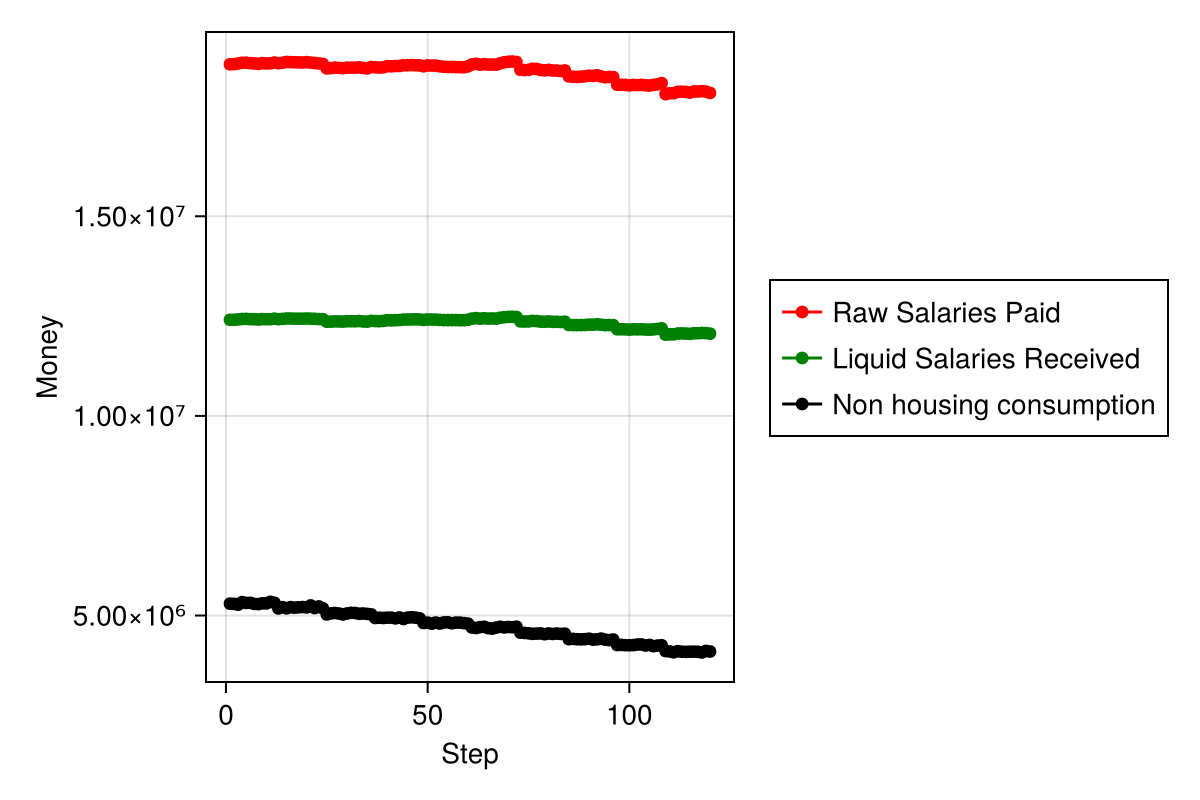 1.50×10⁷
1.00×10⁷
5.00×10⁶
Money
0 50 100
Step
Raw Salaries Paid
Liquid Salaries Received
Non housing consumption